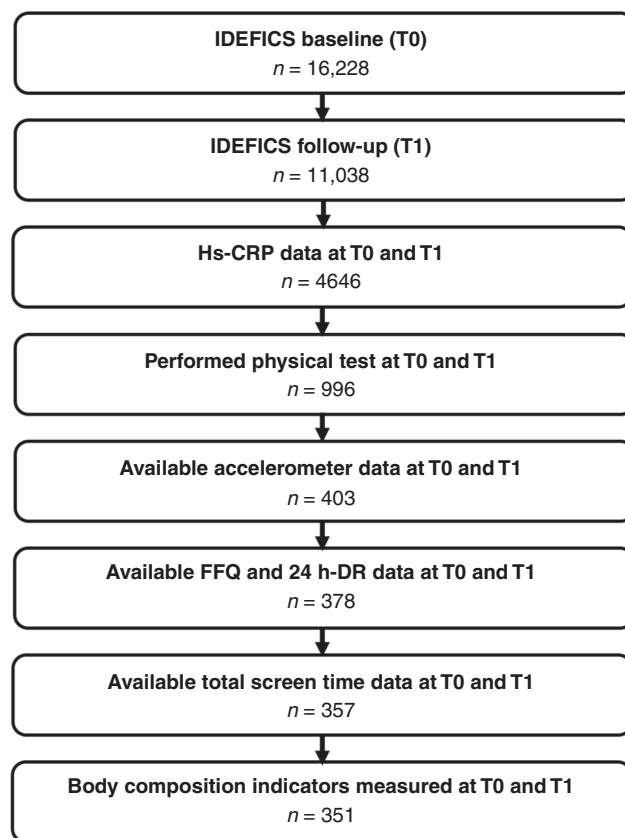 IDEFICS baseline (T0)
n = 16,228
IDEFICS follow-up (T1)
n = 11,038
Hs-CRP data at T0 and T1
n = 4646
Performed physical test at T0 and T1
n = 996
Available accelerometer data at T0 and T1
n = 403
Available FFQ and 24 h-DR data at T0 and T1
n = 378
Available total screen time data at T0 and T1
n = 357
Body composition indicators measured at T0 and T1
n = 351